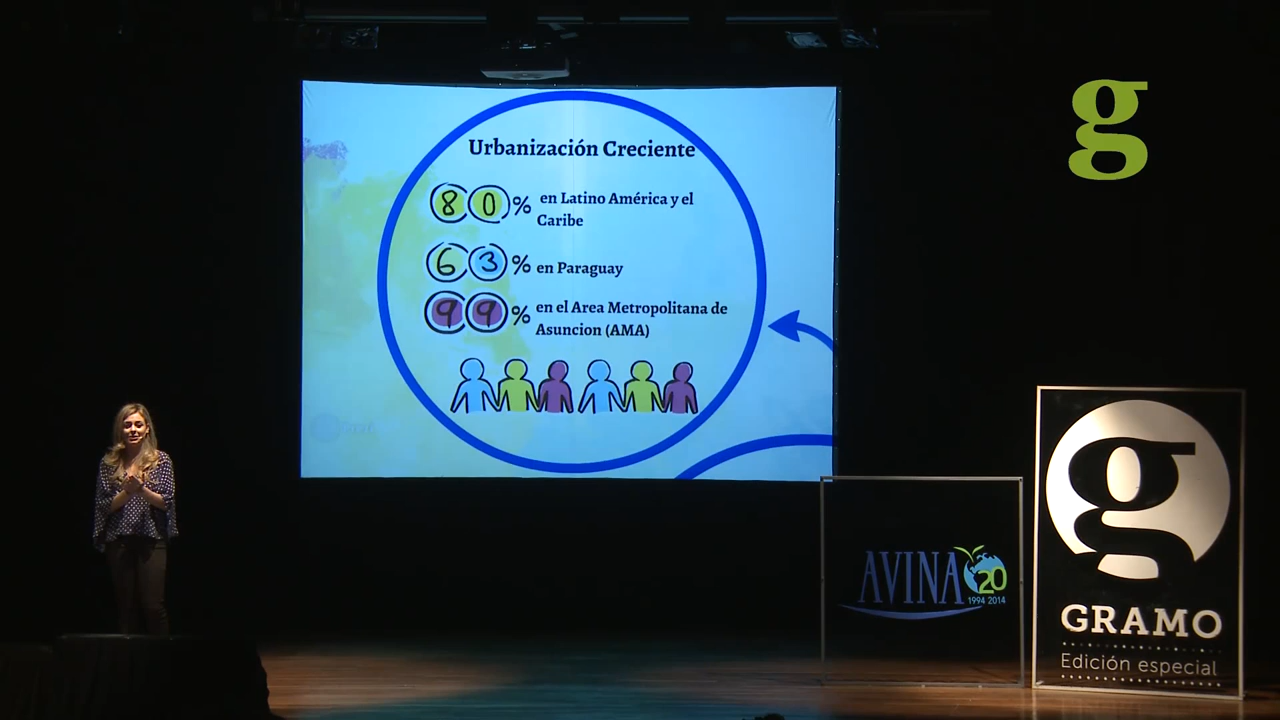 Urbanización Creciente
80% en Latino América y el
Caribe
63% en Paraguay
99% en el Area Metropolitana de
Asuncion (AMA)
g
AVINA 20
1994 2014
g
GRAMO
Edición especial